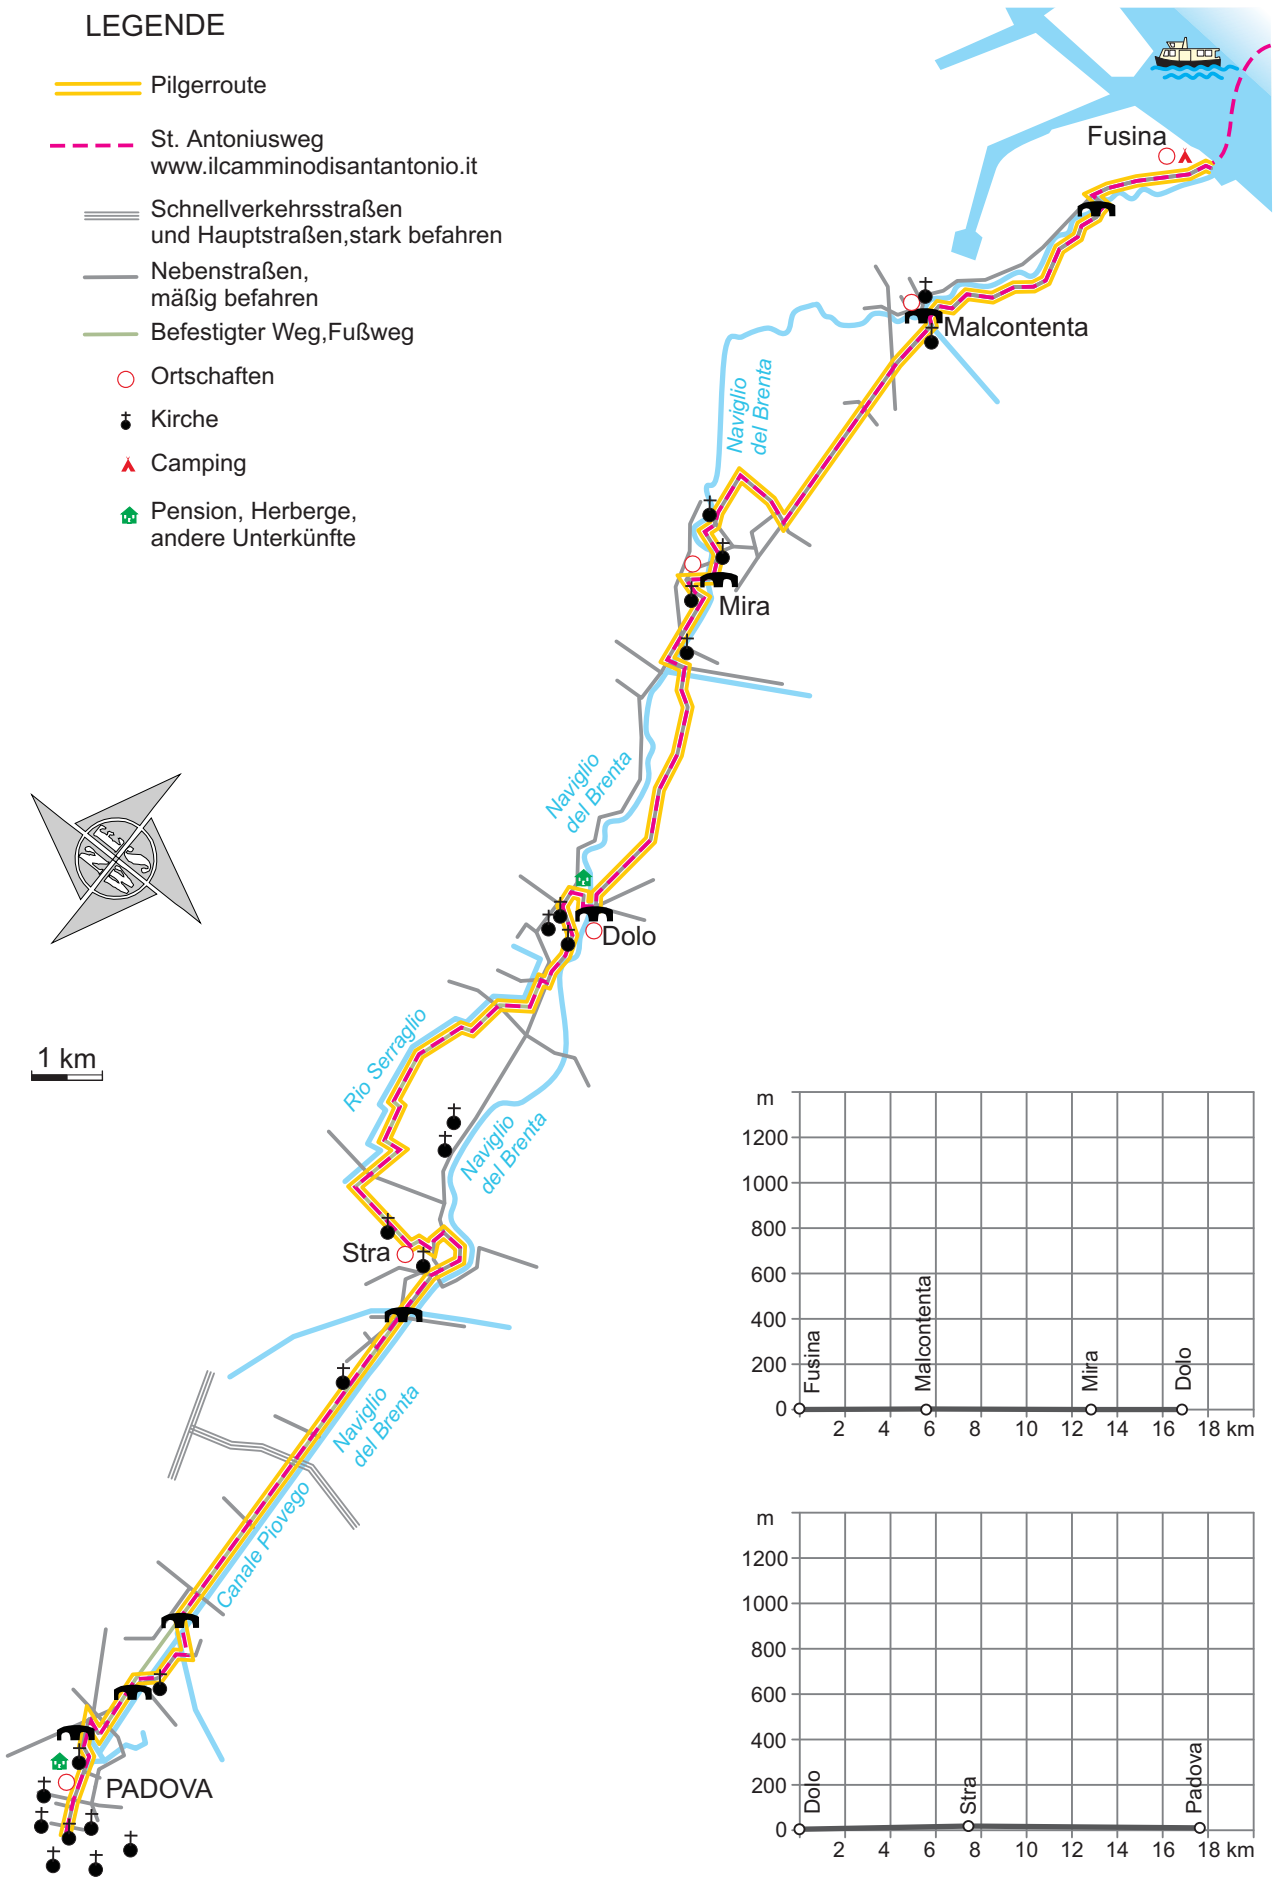 LEGENDE
Pilgerroute
St. Antoniusweg
www.ilcamminodisantantonio.it
Schnellverkehrsstraßen
und Hauptstraßen,stark befahren
Nebenstraßen,
mäßig befahren
Befestigter Weg,Fußweg
Ortschaften
Kirche
Camping
Pension, Herberge,
andere Unterkünfte
Fusina
Malcontenta
Naviglio
del Brenta
Mira
Naviglio
del Brenta
N
E
S
W
Dolo
1 km
Rio Serraglio
Naviglio
del Brenta
Stra
Naviglio
del Brenta
Canale Piovego
PADOVA
m
1200
1000
800
600
400
200
0
Fusina
Malcontenta
Mira
Dolo
2 4 6 8 10 12 14 16 18 km
m
1200
1000
800
600
400
200
0
Dolo
Stra
Padova
2 4 6 8 10 12 14 16 18 km